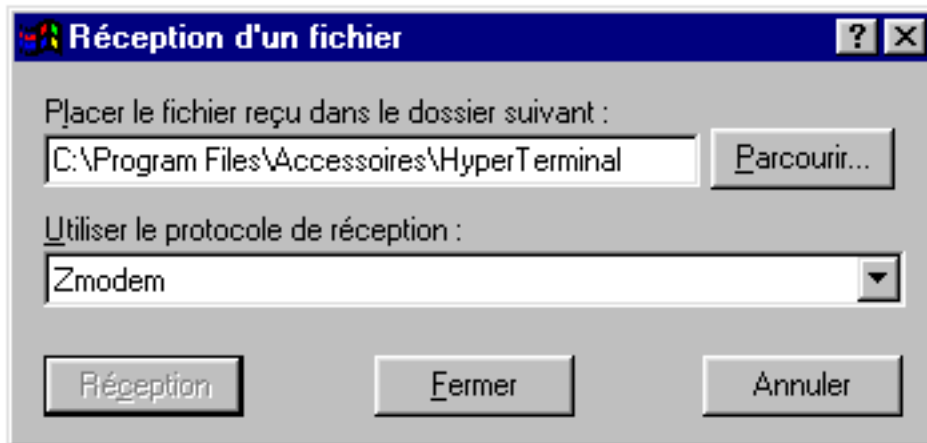 Réception d'un fichier
Placer le fichier reçu dans le dossier suivant :
C:\Program Files\Accessoires\HyperTerminal
Parcourir...
Utiliser le protocole de réception :
Zmodem
Réception Fermer Annuler